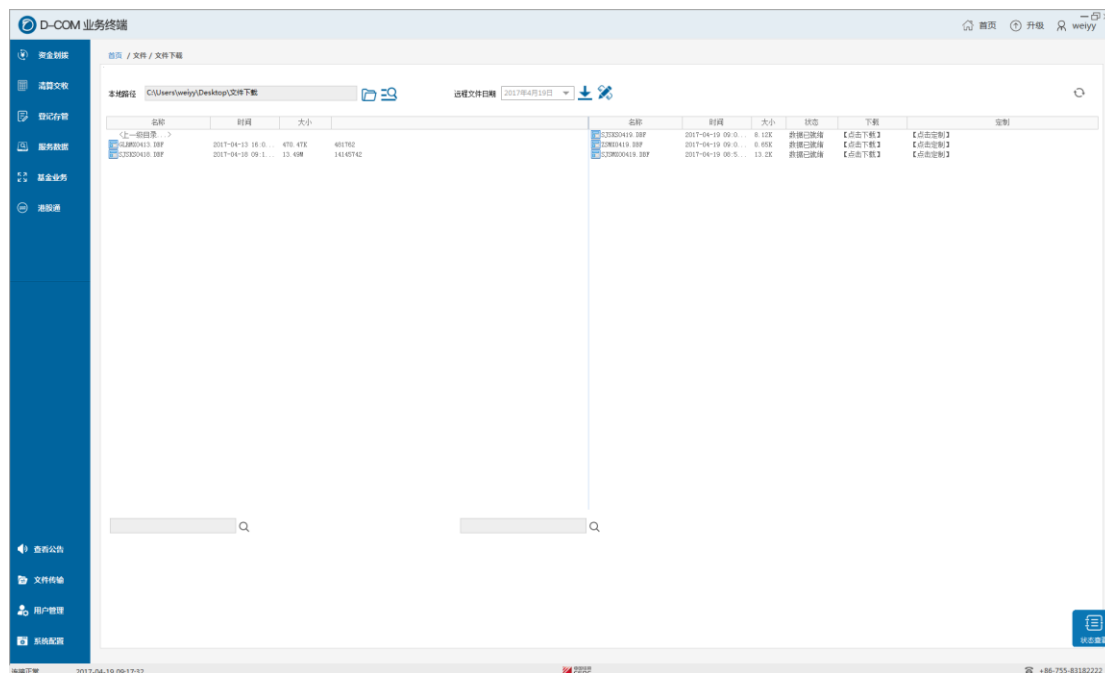 D-COM 业务终端
首页 升级 weiyy
资金划拨
首页 / 文件 / 文件下载
清算交收
本地路径 C:\Users\weiyy\Desktop\文件下载 远程文件日期 2017年4月19日
登记存管
名称 时间 大小 名称 时间 大小 状态 下载 定制
<上一级目录...> SJSKS0419.DBF 2017-04-19 09:0... 8.12K 数据已就绪 【点击下载】 【点击定制】
2017-04-13 16:0... 470.47K 481762 2017-04-19 09:0... 0.65K 数据已就绪 【点击下载】 【点击定制】
2017-04-18 09:1... 13.49M 14145742 2017-04-19 08:5... 13.2K 数据已就绪 【点击下载】 【点击定制】
服务数据
基金业务
港股通
查看公告
文件传输
用户管理
系统配置
状态查看
2017-04-19 09:17:32 +86-755-83182222